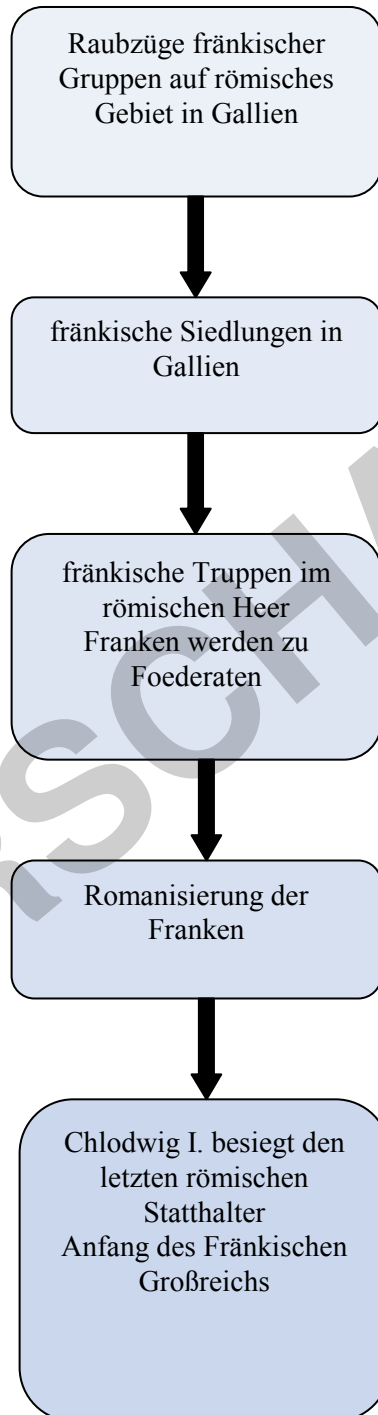 Raubzüge fränkischer
Gruppen auf römisches
Gebiet in Gallien
fränkische Siedlungen in
Gallien
fränkische Truppen im
römischen Heer
Franken werden zu
Foederaten
Romanisierung der
Franken
Chlodwig I. besiegt den
letzten römischen
Statthalter
Anfang des Fränkischen
Großreichs